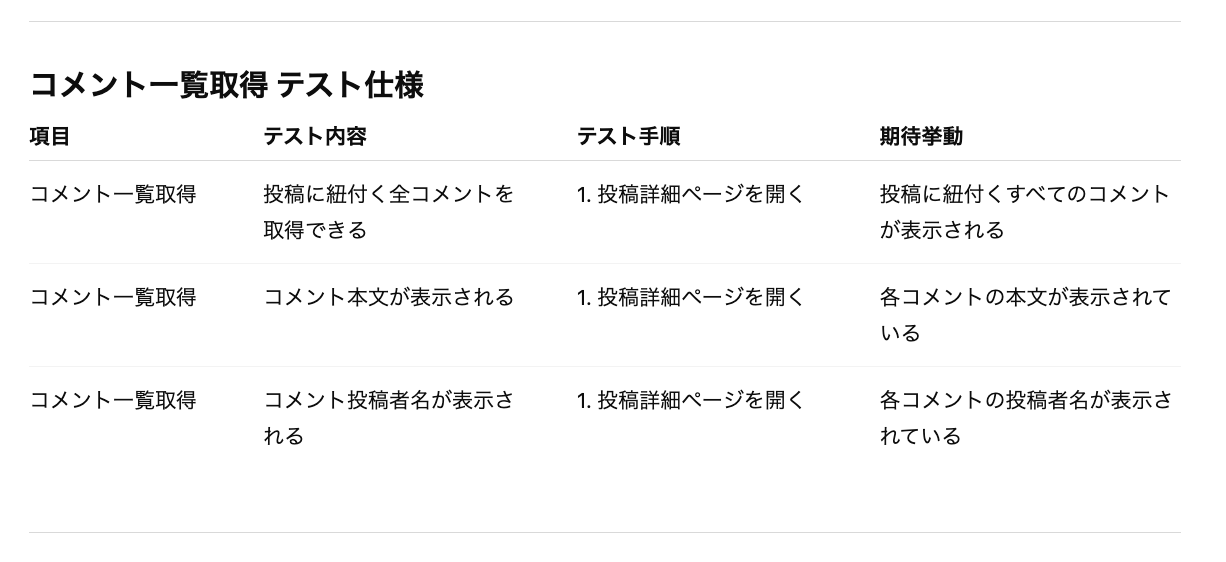 コメント一覧取得 テスト仕様
項目 テスト内容 テスト手順 期待挙動
コメント一覧取得 投稿に紐付く全コメントを 1. 投稿詳細ページを開く 投稿に紐付くすべてのコメント
取得できる が表示される
コメント一覧取得 コメント本文が表示される 1. 投稿詳細ページを開く 各コメントの本文が表示されて
いる
コメント一覧取得 コメント投稿者名が表示さ 1. 投稿詳細ページを開く 各コメントの投稿者名が表示さ
れる れている